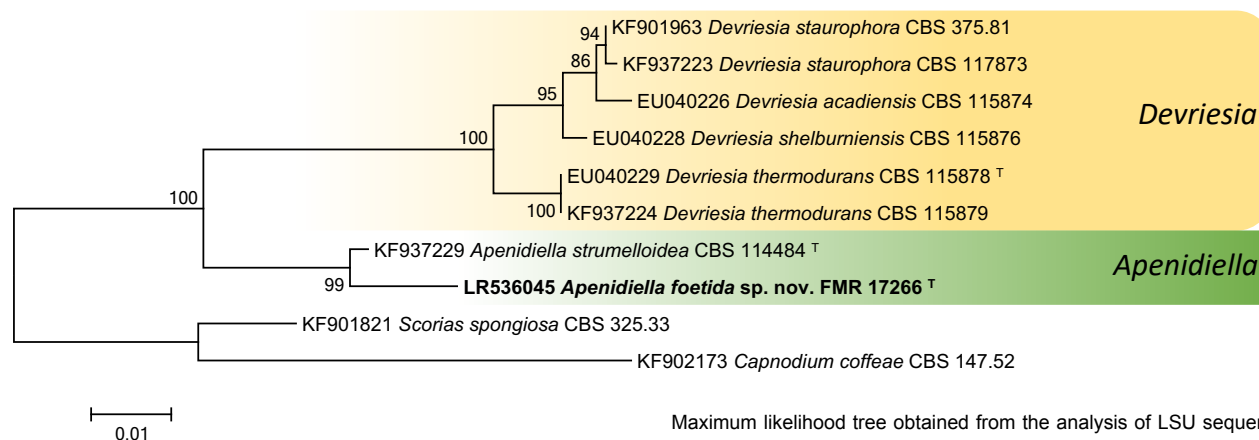 94
KF901963 Devriesia staurophora CBS 375.81
86
KF937223 Devriesia staurophora CBS 117873
95
EU040226 Devriesia acadiensis CBS 115874
Devriesia
100
EU040228 Devriesia shelburniensis CBS 115876
EU040229 Devriesia thermodurans CBS 115878 T
100
100
KF937224 Devriesia thermodurans CBS 115879
KF937229 Apenidiella strumelloidea CBS 114484 T
Apenidiella
99
LR536045 Apenidiella foetida sp. nov. FMR 17266 T
KF901821 Scorias spongiosa CBS 325.33
KF902173 Capnodium coffeae CBS 147.52
0.01
Maximum likelihood tree obtained from the analysis of LSU